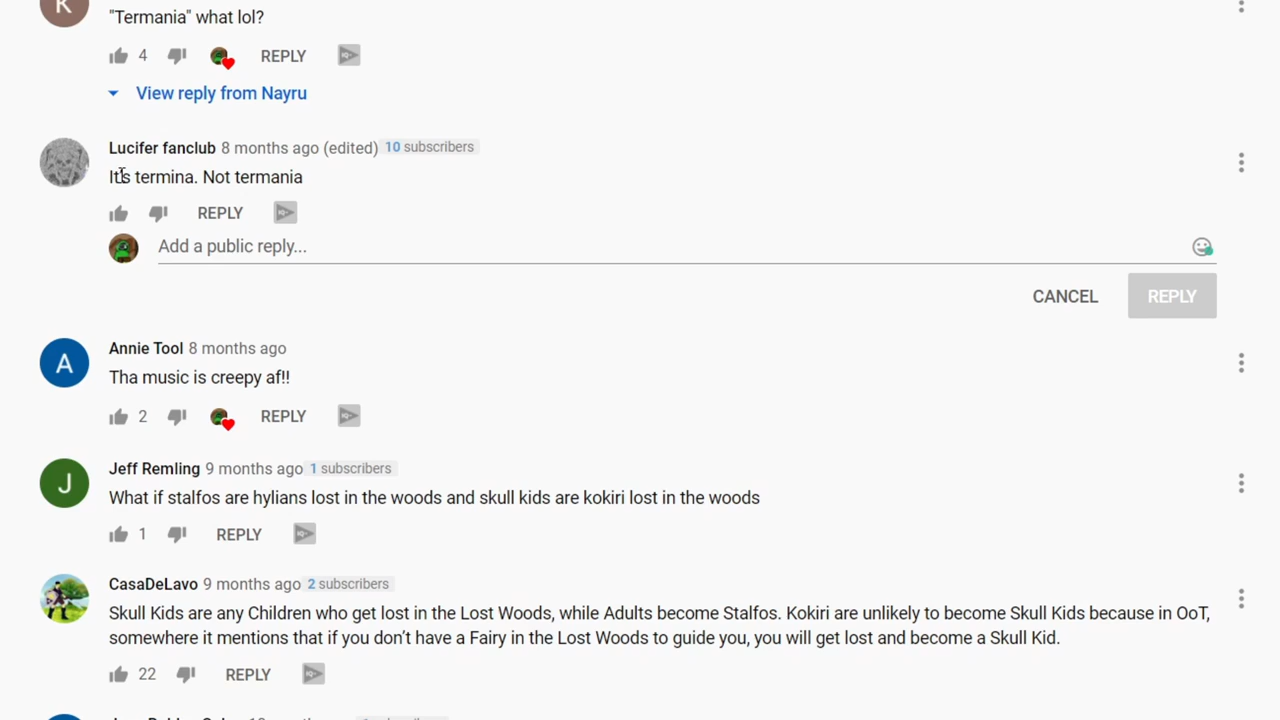 K
"Termania" what lol?
4 REPLY
View reply from Nayru
Lucifer fanclub 8 months ago (edited) 10 subscribers
It's termina. Not termania
REPLY
Add a public reply...
CANCEL REPLY
Annie Tool 8 months ago
A
Tha music is creepy af!!
2 REPLY
Jeff Remling 9 months ago 1 subscribers
J
What if stalfos are hylians lost in the woods and skull kids are kokiri lost in the woods
1 REPLY
CasaDeLavo 9 months ago 2 subscribers
Skull Kids are any Children who get lost in the Lost Woods, while Adults become Stalfos. Kokiri are unlikely to become Skull Kids because in OoT,
somewhere it mentions that if you don't have a Fairy in the Lost Woods to guide you, you will get lost and become a Skull Kid.
22 REPLY